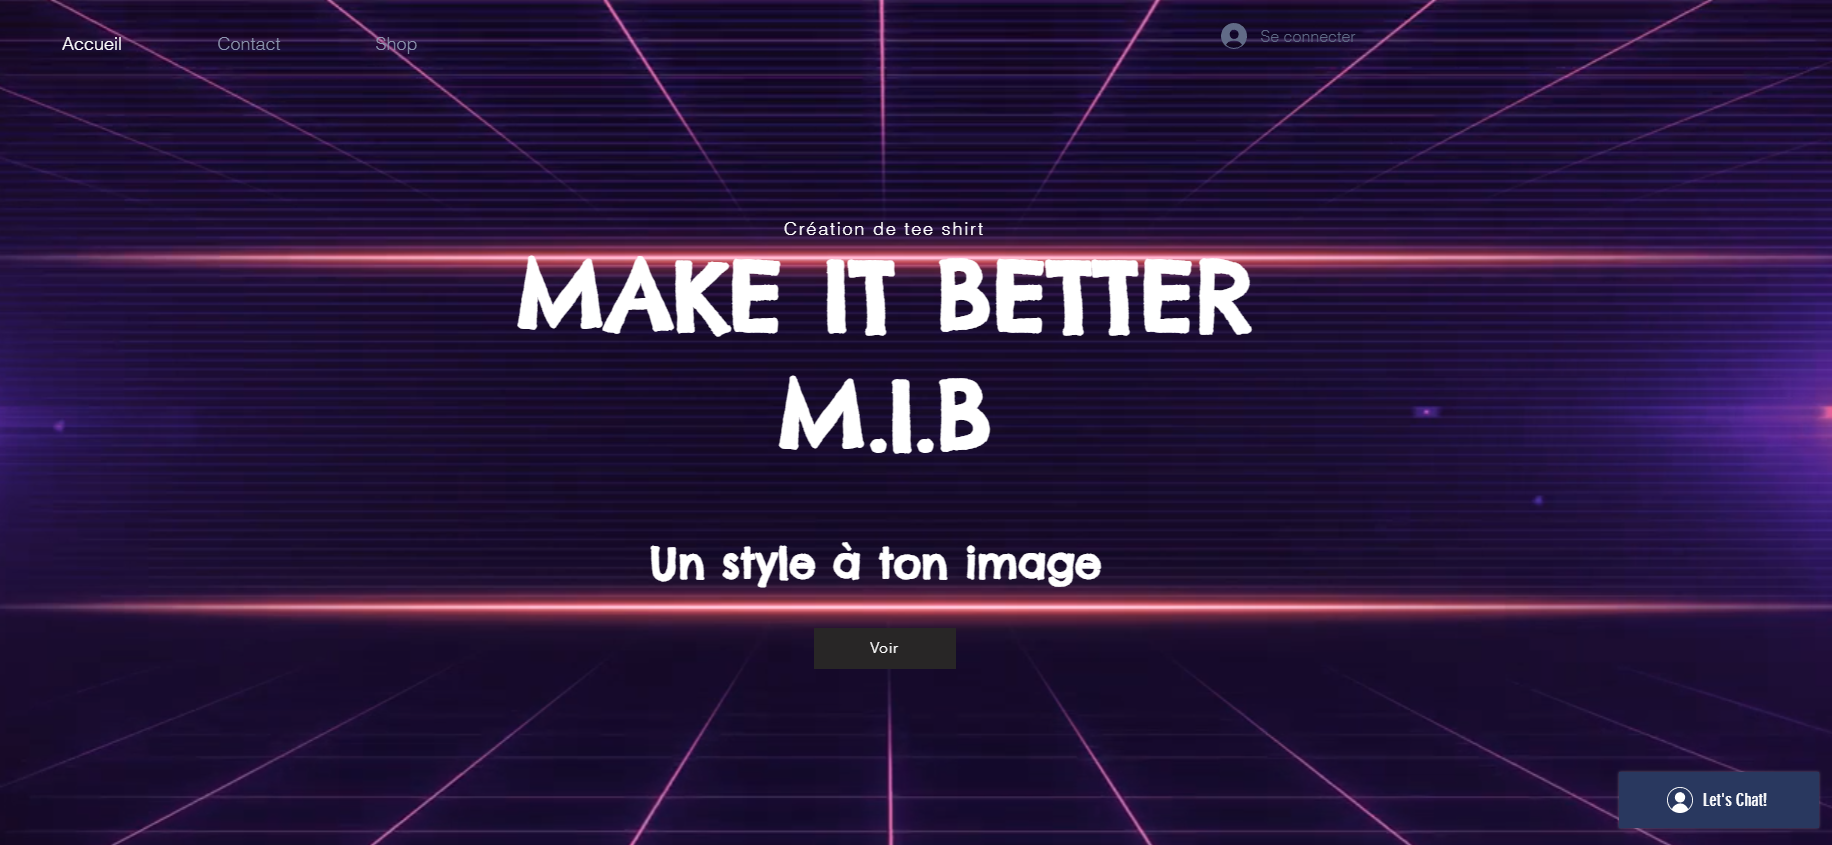 Accueil Contact Shop Se connecter
Création de tee shirt
MAKE IT BETTER
M.I.B
Un style à ton image
Voir
Let's Chat!